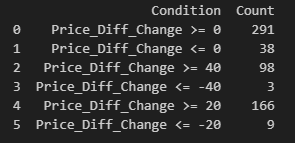 Condition Count
0 Price_Diff_Change >= 0 291
1 Price_Diff_Change <= 0 38
2 Price_Diff_Change >= 40 98
3 Price_Diff_Change <= -40 3
4 Price_Diff_Change >= 20 166
5 Price_Diff_Change <= -20 9